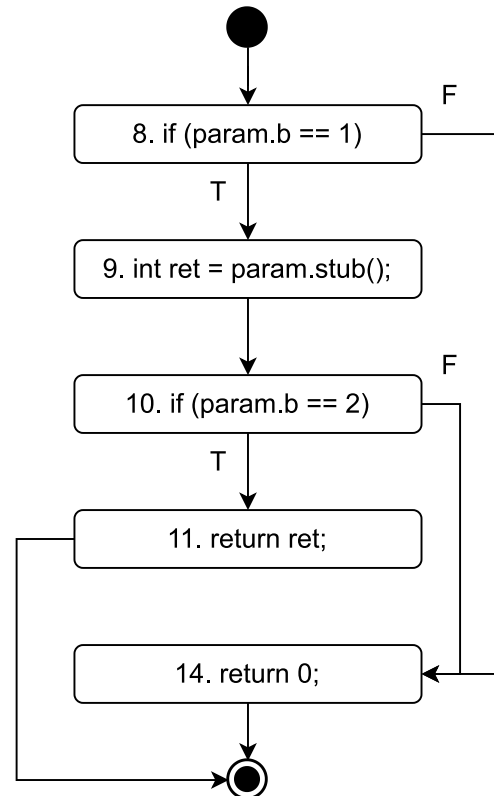 F
8. if (param.b == 1)
T
9. int ret = param.stub();
F
10. if (param.b == 2)
T
11. return ret;
14. return 0;